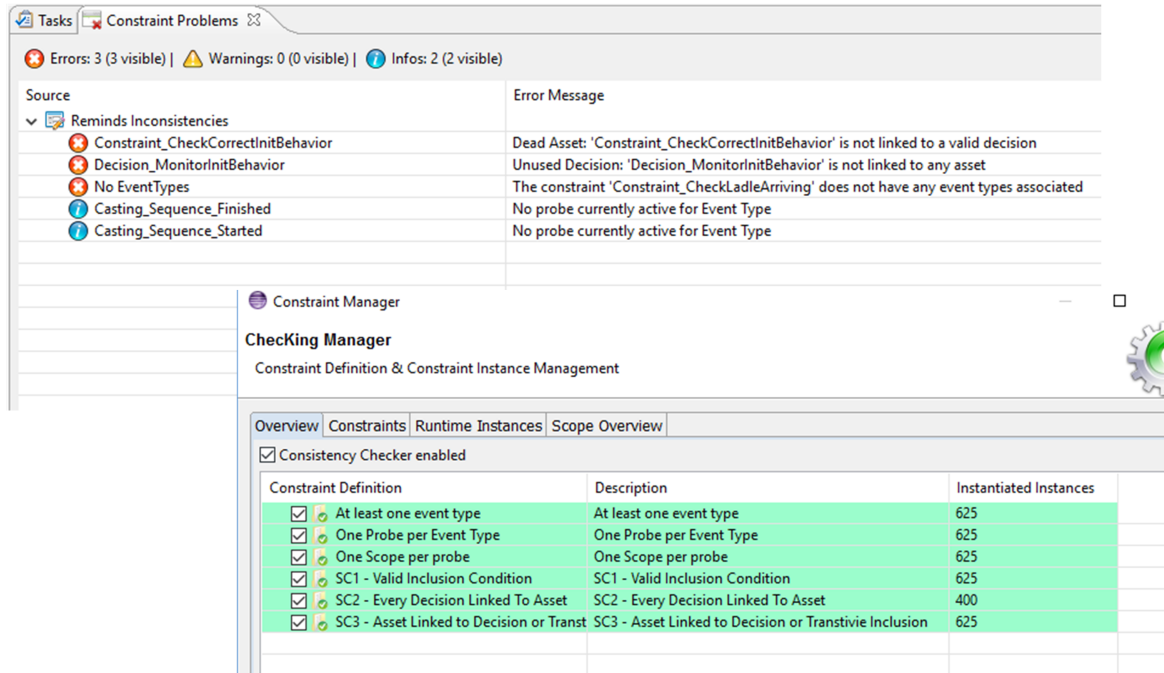 Tasks Constraint Problems
Errors: 3 (3 visible) | Warnings: 0 (0 visible) | Infos: 2 (2 visible)
Source Error Message
Reminds Inconsistencies
Constraint_CheckCorrectInitBehavior Dead Asset: 'Constraint_CheckCorrectInitBehavior' is not linked to a valid decision
Decision_MonitorInitBehavior Unused Decision: 'Decision_MonitorInitBehavior' is not linked to any asset
No EventTypes The constraint 'Constraint_CheckLadleArriving' does not have any event types associated
Casting_Sequence_Finished No probe currently active for Event Type
Casting_Sequence_Started No probe currently active for Event Type
Constraint Manager
ChecKing Manager
Constraint Definition & Constraint Instance Management
Overview Constraints Runtime Instances Scope Overview
Consistency Checker enabled
Constraint Definition Description Instantiated Instances
At least one event type At least one event type 625
One Probe per Event Type One Probe per Event Type 625
One Scope per probe One Scope per probe 625
SC1 - Valid Inclusion Condition SC1 - Valid Inclusion Condition 625
SC2 - Every Decision Linked To Asset SC2 - Every Decision Linked To Asset 400
SC3 - Asset Linked to Decision or Transt SC3 - Asset Linked to Decision or Transtivie Inclusion 625